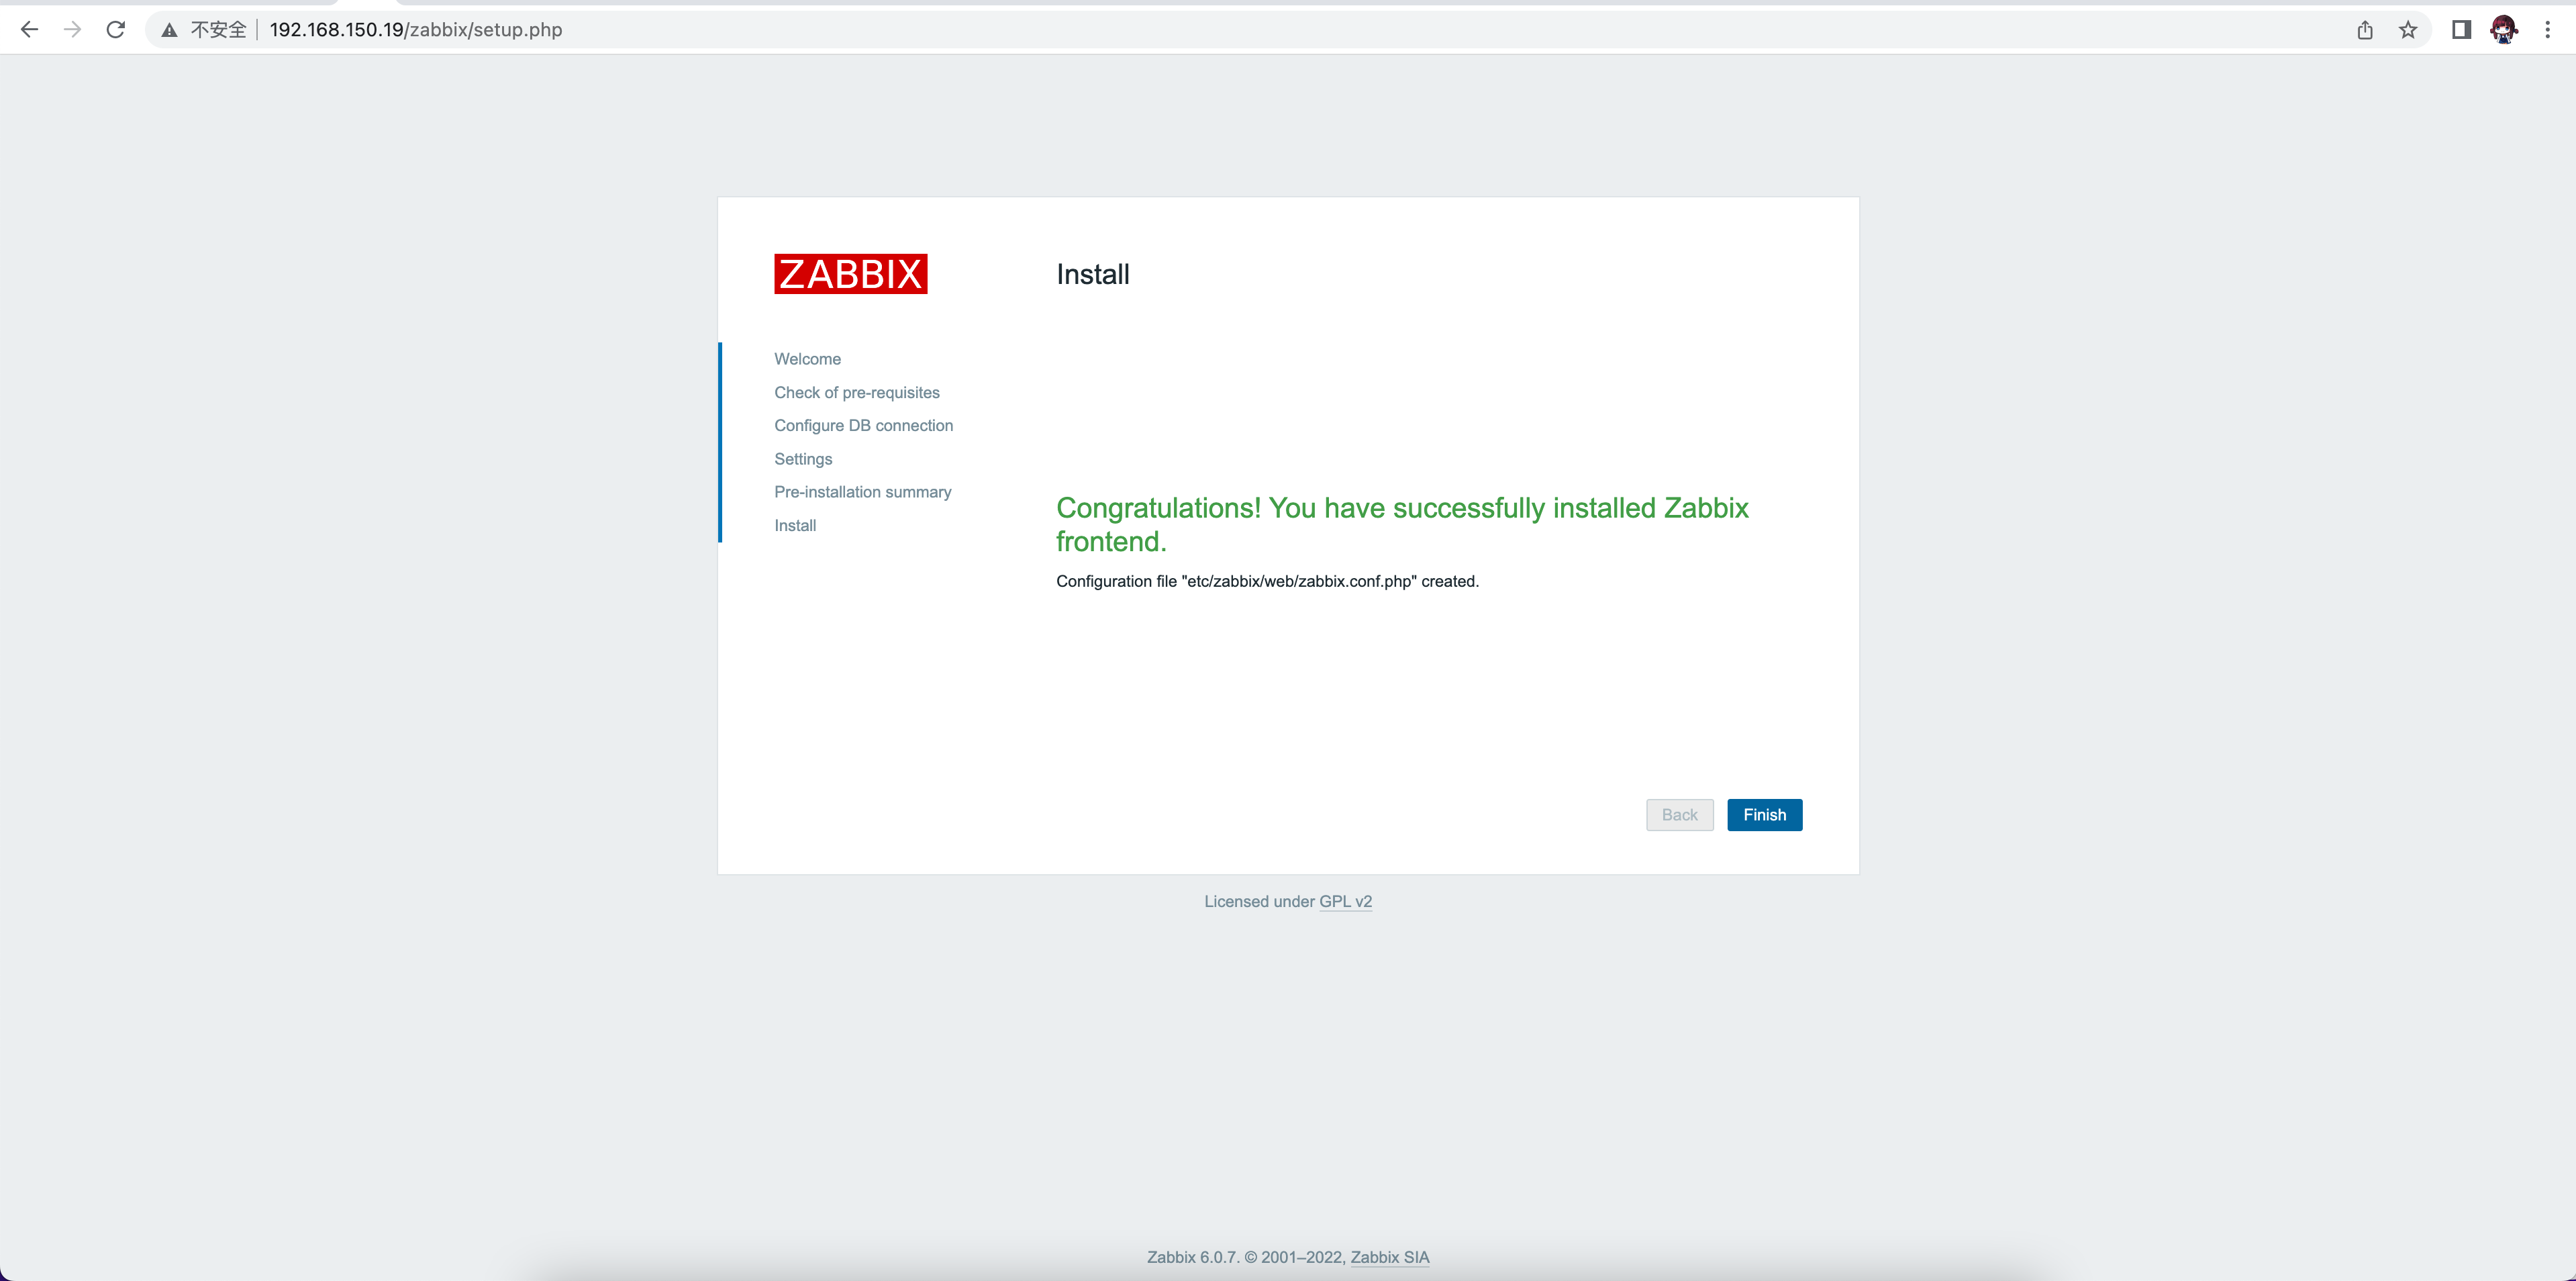 不安全 192.168.150.19/zabbix/setup.php
ZABBIX
Install
Welcome
Check of pre-requisites
Configure DB connection
Settings
Pre-installation summary
Install
Congratulations! You have successfully installed Zabbix
frontend.
Configuration file "etc/zabbix/web/zabbix.conf.php" created.
Back Finish
Licensed under GPL v2
Zabbix 6.0.7. © 2001–2022, Zabbix SIA